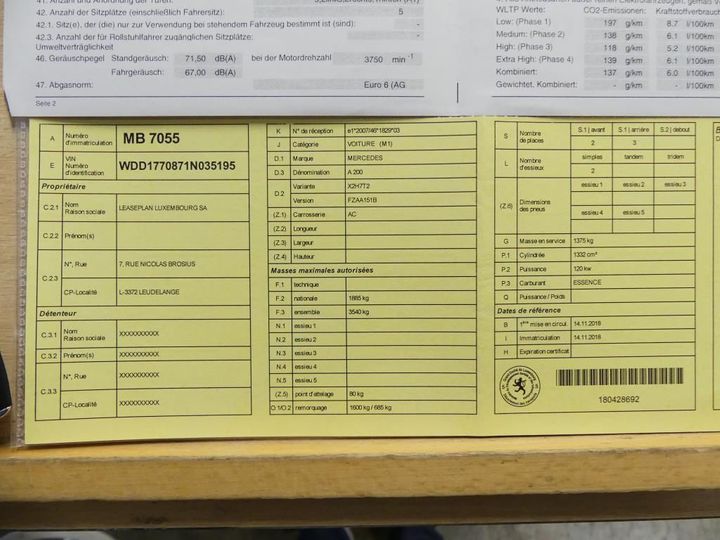 42. Anzahl der Sitzplätze (einschließlich Fahrersitz): 5
42.1. Sitz(e), der (die) nur zur Verwendung bei stehendem Fahrzeug bestimmt ist (sind): -
42.3. Anzahl der für Rollstuhlfahrer zugänglichen Sitzplätze: -
Umweltverträglichkeit
46. Geräuschpegel Standgeräusch: 71,50 dB(A) bei der Motordrehzahl 3750 min⁻¹
Fahrgeräusch: 67,00 dB(A)
47. Abgasnorm: Euro 6 (AG
Seite 2
WLTP Werte: CO2-Emissionen: Kraftstoffverbrauc
Low: (Phase 1) 197 g/km 8.7 l/100km
Medium: (Phase 2) 138 g/km 6.1 l/100km
High: (Phase 3) 118 g/km 5.2 l/100km
Extra High: (Phase 4) 139 g/km 6.1 l/100km
Kombiniert: 137 g/km 6.0 l/100km
Gewichtet. Kombiniert: - g/km - l/100km
A Numéro d'immatriculation MB 7055
E VIN Numéro d'identification WDD1770871N035195
Propriétaire
C.2.1 Nom Raison sociale LEASEPLAN LUXEMBOURG SA
C.2.2 Prénom(s)
C.2.3 N°, Rue 7, RUE NICOLAS BROSIUS
CP-Localité L-3372 LEUDELANGE
Détenteur
C.3.1 Nom Raison sociale XXXXXXXXXX
C.3.2 Prénom(s) XXXXXXXXXX
C.3.3 N°, Rue XXXXXXXXXX
CP-Localité XXXXXXXXXX
K N° de réception e1*2007/46*1829*03
J Catégorie VOITURE (M1)
D.1 Marque MERCEDES
D.3 Dénomination A 200
D.2 Variante X2H7T2
Version FZAA151B
(Z.1) Carrosserie AC
(Z.2) Longueur
(Z.3) Largeur
(Z.4) Hauteur
Masses maximales autorisées
F.1 technique
F.2 nationale 1885 kg
F.3 ensemble 3540 kg
N.1 essieu 1
N.2 essieu 2
N.3 essieu 3
N.4 essieu 4
N.5 essieu 5
(Z.5) point d'attelage 80 kg
O.1/O.2 remorquage 1600 kg / 685 kg
S Nombre de places S.1 | avant S.1 | arrière S.2 | debout
2 3
L Nombre d'essieux simples tandem tridem
2
(Z.6) Dimensions des pneus essieu 1 essieu 2 essieu 3
essieu 4 essieu 5
G Masse en service 1375 kg
P.1 Cylindrée 1332 cm³
P.2 Puissance 120 kw
P.3 Carburant ESSENCE
Q Puissance / Poids
Dates de référence
B 1ère mise en circul. 14.11.2018
I Immatriculation 14.11.2018
H Expiration certificat
180428692